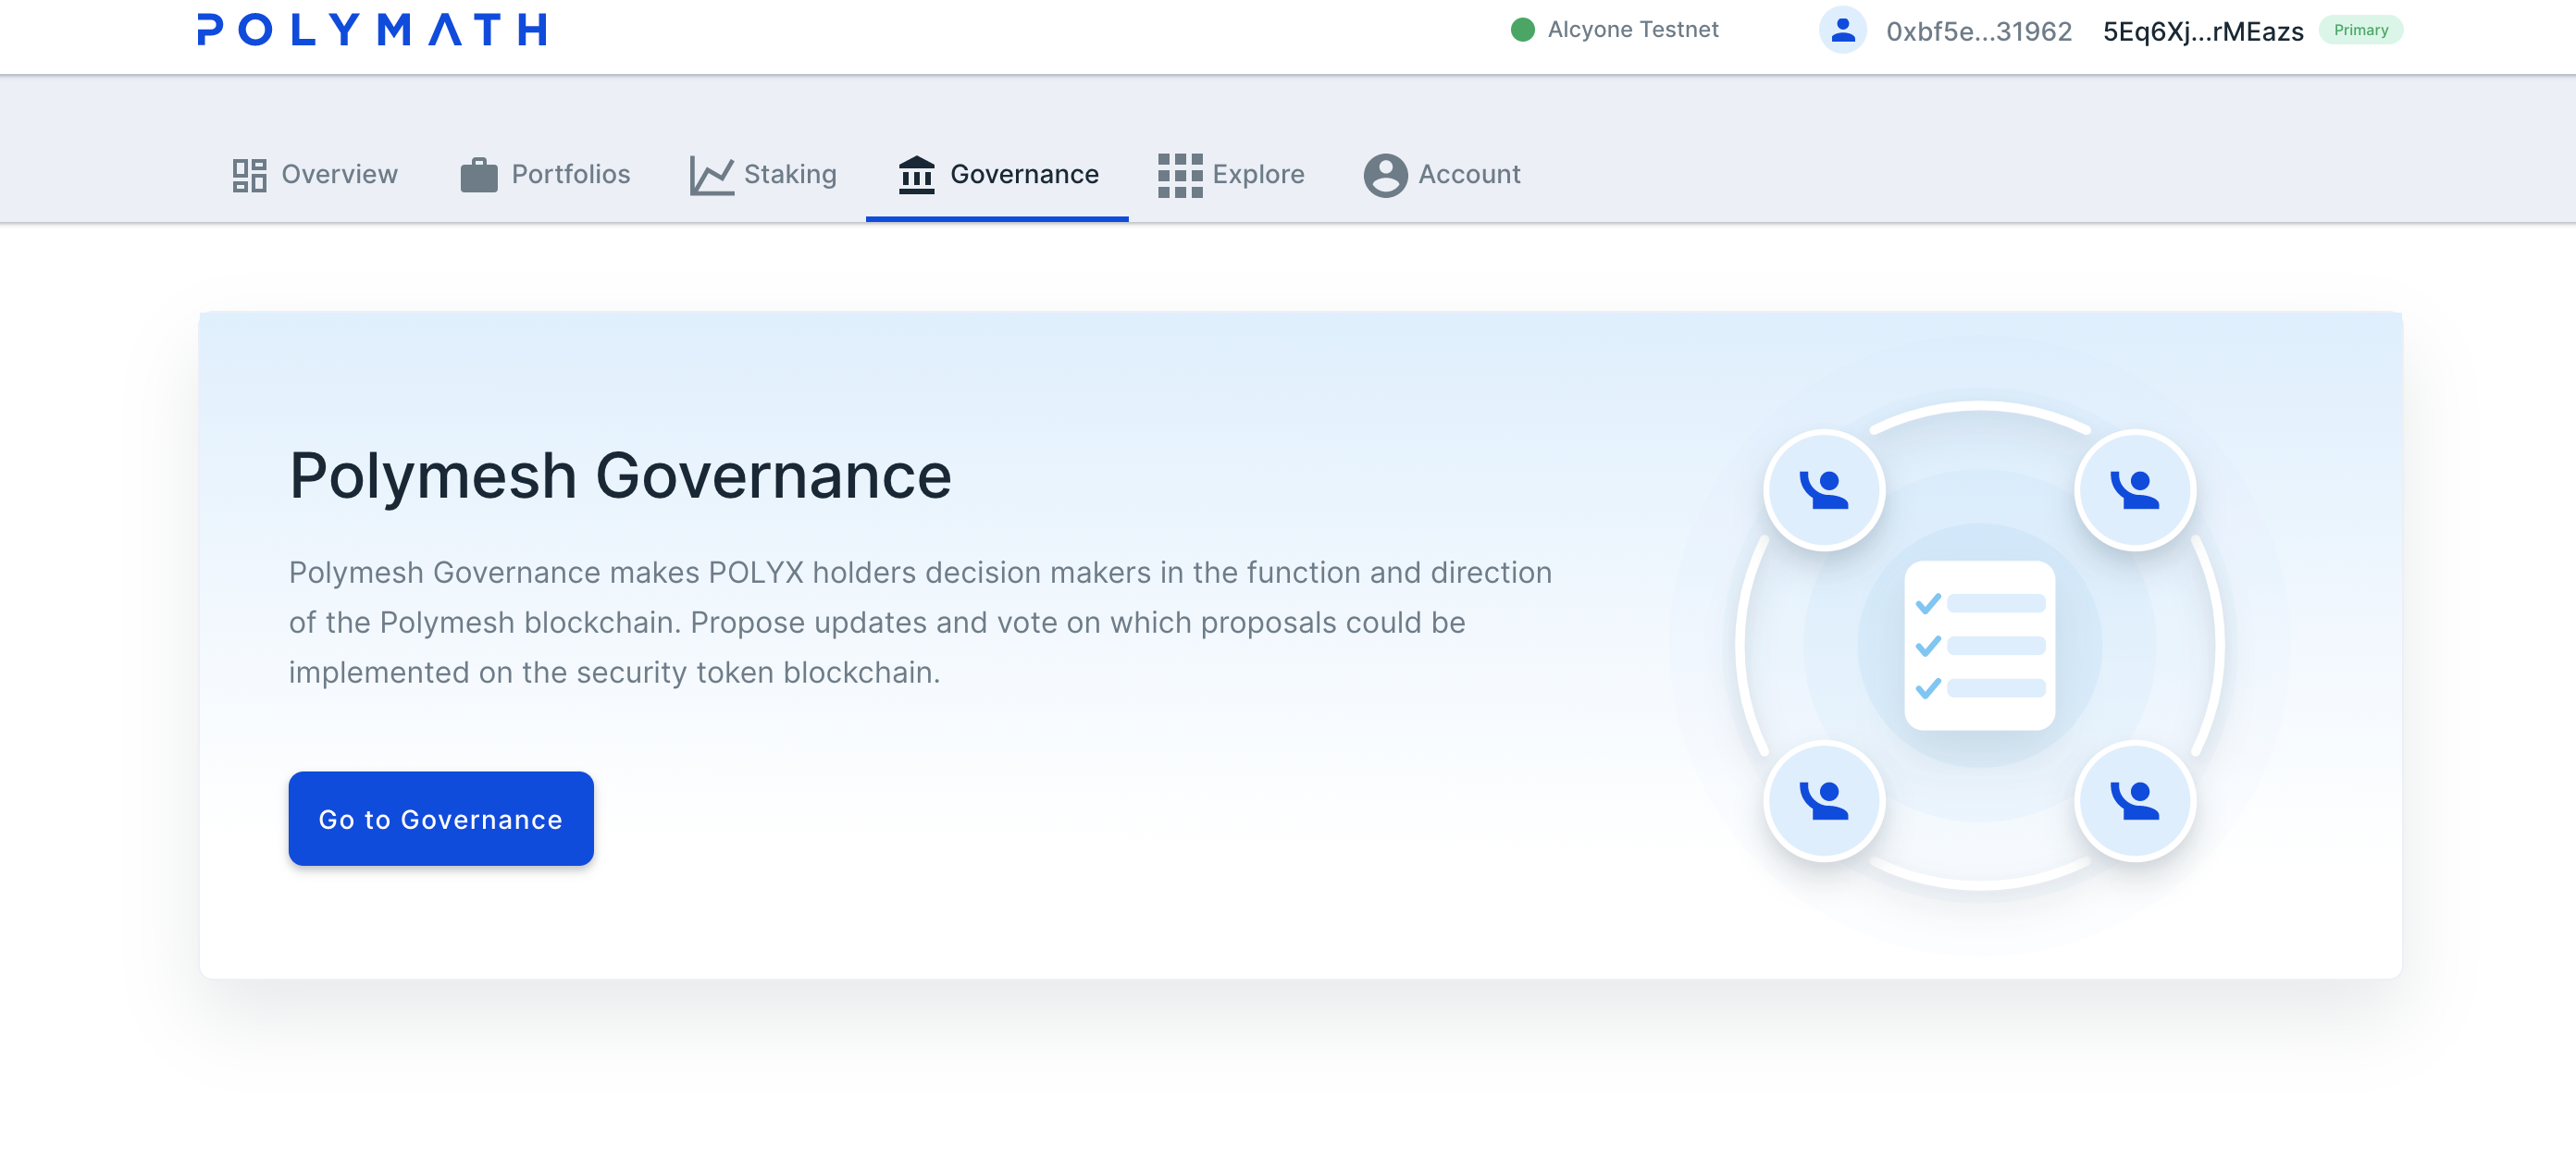 POLYMATH
Alcyone Testnet
0xbf5e...31962 5Eq6Xj...rMEazs Primary
Overview Portfolios Staking Governance Explore Account
Polymesh Governance
Polymesh Governance makes POLYX holders decision makers in the function and direction
of the Polymesh blockchain. Propose updates and vote on which proposals could be
implemented on the security token blockchain.
Go to Governance